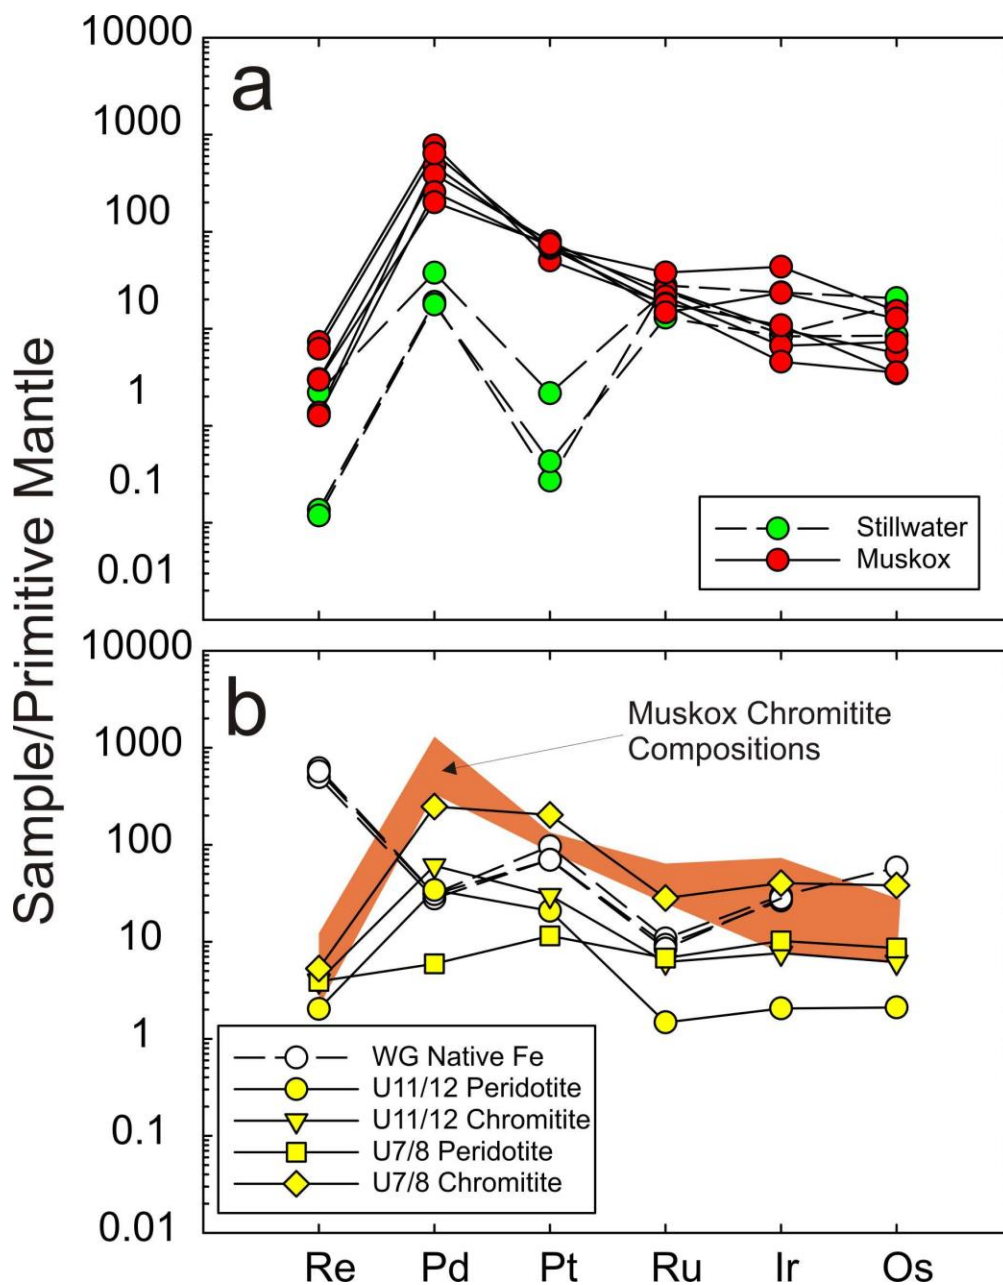 Sample/Primitive Mantle
10000
1000
100
10
1
0.1
0.01
a
Stillwater
Muskox
10000
1000
100
10
1
0.1
0.01
b
Muskox Chromitite
Compositions
WG Native Fe
U11/12 Peridotite
U11/12 Chromitite
U7/8 Peridotite
U7/8 Chromitite
Re Pd Pt Ru Ir Os